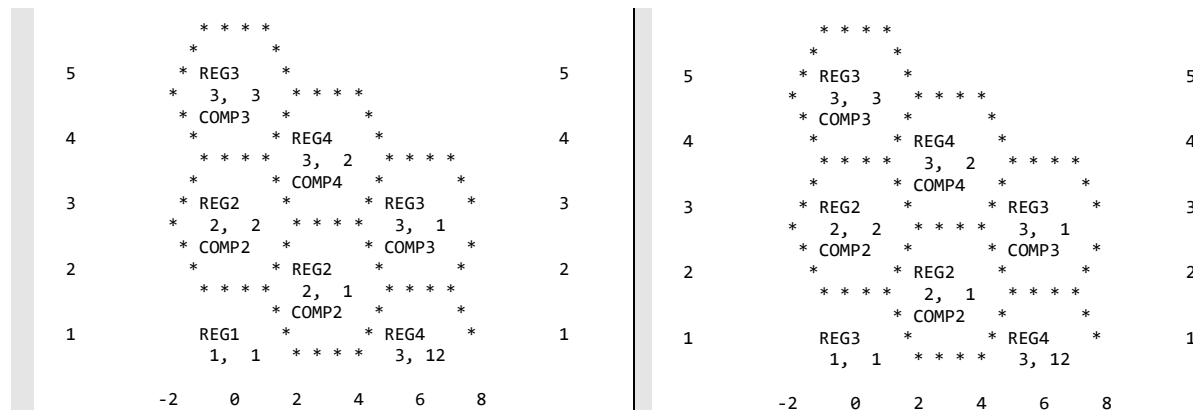 * * * *
* *
5 * REG3 * 5
* 3, 3 * * * *
* COMP3 * *
4 * * REG4 * 4
* * * * 3, 2 * * * *
* * COMP4 * *
3 * REG2 * * REG3 * 3
* 2, 2 * * * * 3, 1
* COMP2 * * COMP3 *
2 * * REG2 * * 2
* * * * 2, 1 * * * *
* COMP2 * *
1 REG1 * * REG4 * 1
1, 1 * * * * 3, 12
-2 0 2 4 6 8
* * * *
* *
5 * REG3 * 5
* 3, 3 * * * *
* COMP3 * *
4 * * REG4 * 4
* * * * 3, 2 * * * *
* * COMP4 * *
3 * REG2 * * REG3 * 3
* 2, 2 * * * * 3, 1
* COMP2 * * COMP3 *
2 * * REG2 * * 2
* * * * 2, 1 * * * *
* COMP2 * *
1 REG3 * * REG4 * 1
1, 1 * * * * 3, 12
-2 0 2 4 6 8